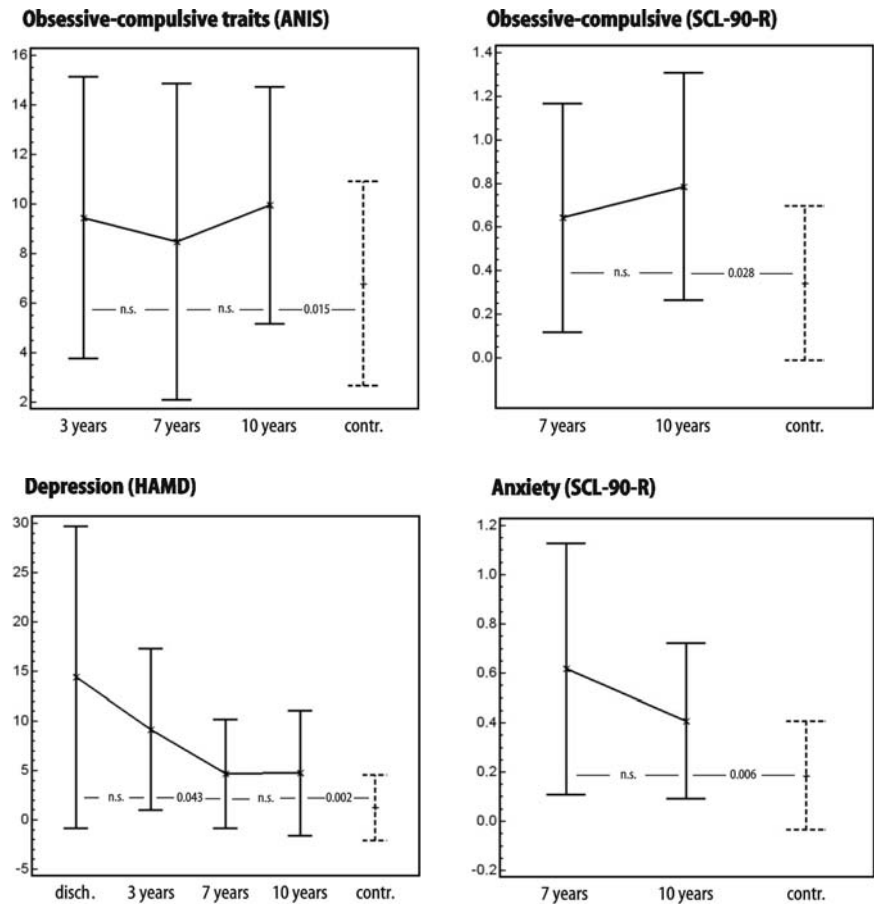 Obsessive-compulsive traits (ANIS)
16
14
12
10
8
6
4
2
n.s.
n.s.
0.015
3 years
7 years
10 years
contr.
Obsessive-compulsive (SCL-90-R)
1.4
1.2
1.0
0.8
0.6
0.4
0.2
0.0
n.s.
0.028
7 years
10 years
contr.
Depression (HAMD)
30
25
20
15
10
5
0
-5
n.s.
0.043
n.s.
0.002
disch.
3 years
7 years
10 years
contr.
Anxiety (SCL-90-R)
1.2
1.0
0.8
0.6
0.4
0.2
0.0
-0.2
n.s.
0.006
7 years
10 years
contr.